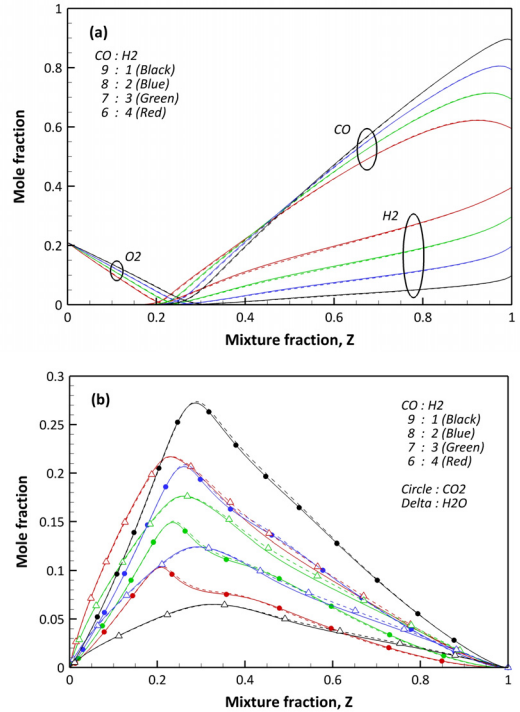 1
(a)
CO : H2
9 : 1 (Black)
8 : 2 (Blue)
7 : 3 (Green)
6 : 4 (Red)
0.8
CO
0.6
Mole fraction
0.4
H2
O2
0.2
0
0 0.2 0.4 0.6 0.8 1
Mixture fraction, Z
0.3
(b)
CO : H2
9 : 1 (Black)
8 : 2 (Blue)
7 : 3 (Green)
6 : 4 (Red)
Circle : CO2
Delta : H2O
0.25
0.2
Mole fraction
0.15
0.1
0.05
0
0 0.2 0.4 0.6 0.8 1
Mixture fraction, Z